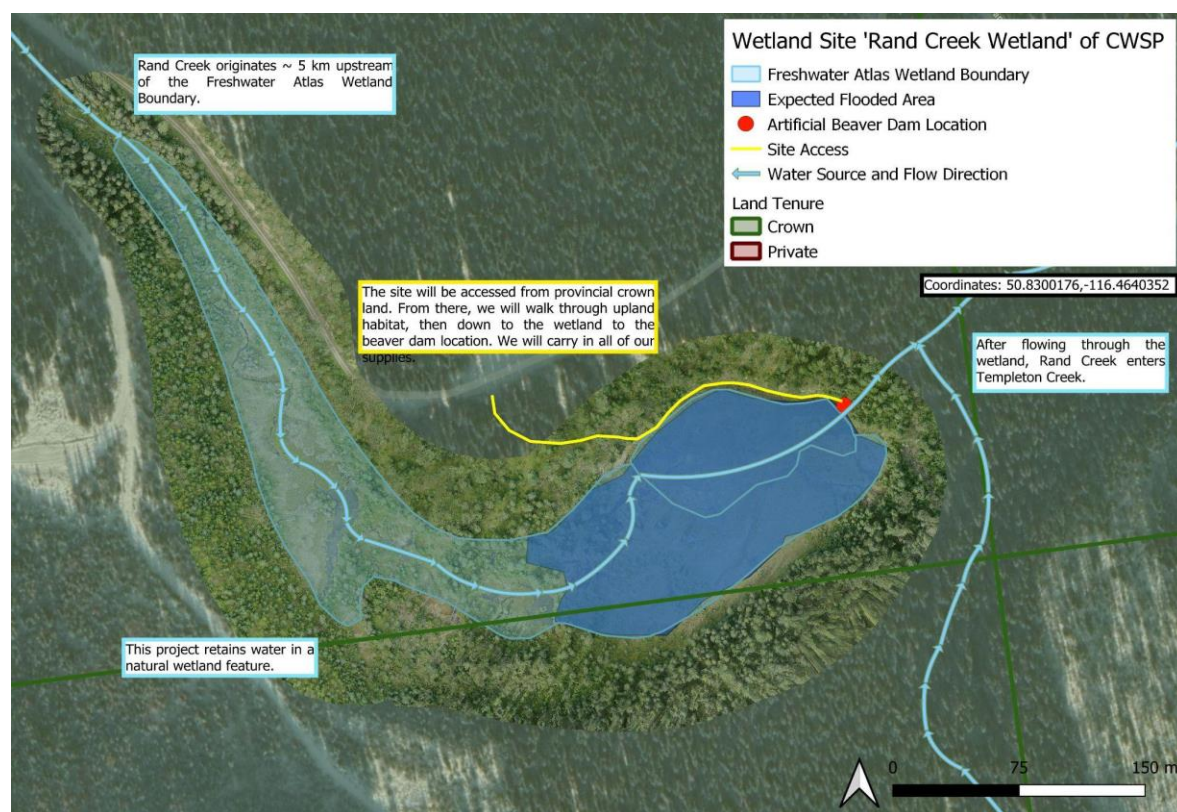 Wetland Site 'Rand Creek Wetland' of CWSP
Freshwater Atlas Wetland Boundary
Expected Flooded Area
Artificial Beaver Dam Location
Site Access
Water Source and Flow Direction
Land Tenure
Crown
Private
Rand Creek originates ~ 5 km upstream
of the Freshwater Atlas Wetland
Boundary.
Coordinates: 50.8300176,-116.4640352
The site will be accessed from provincial crown
land. From there, we will walk through upland
habitat, then down to the wetland to the
beaver dam location. We will carry in all of our
supplies.
After flowing through the
wetland, Rand Creek enters
Templeton Creek.
This project retains water in a
natural wetland feature.
0 75 150 m